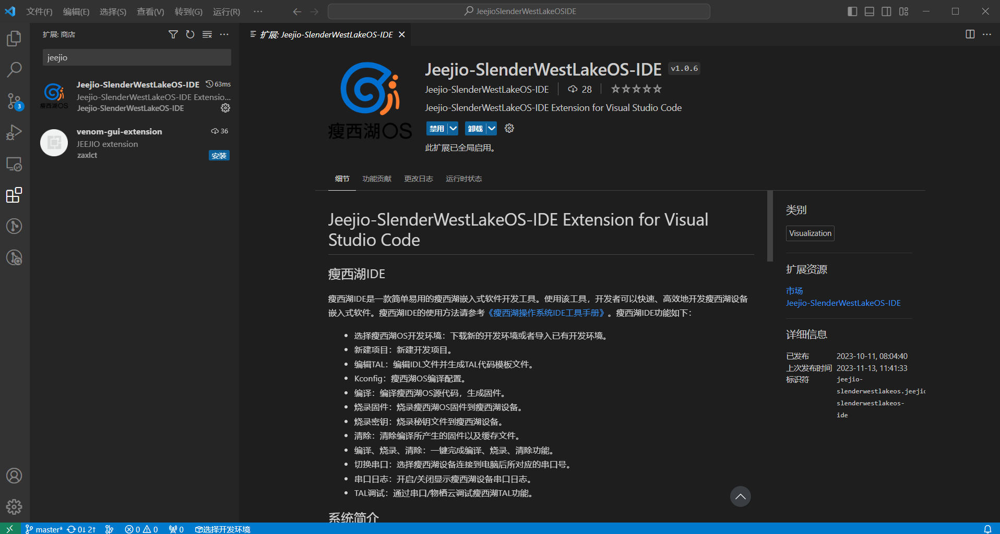 文件(F) 编辑(E) 选择(S) 查看(V) 转到(G) 运行(R) ··· JeejioSlenderWestLakeOSIDE
扩展: 商店
jeejio
Jeejio-SlenderWestLakeOS-IDE 63ms
Jeejio-SlenderWestLakeOS-IDE Extensio...
Jeejio-SlenderWestLakeOS-IDE
瘦西湖OS
venom-gui-extension 36
JEEJIO extension
zaxlct 安装
3
扩展: Jeejio-SlenderWestLakeOS-IDE
瘦西湖OS
Jeejio-SlenderWestLakeOS-IDE v1.0.6
Jeejio-SlenderWestLakeOS-IDE 28
Jeejio-SlenderWestLakeOS-IDE Extension for Visual Studio Code
禁用 卸载
此扩展已全局启用。
细节 功能贡献 更改日志 运行时状态
Jeejio-SlenderWestLakeOS-IDE Extension for Visual
Studio Code
瘦西湖IDE
瘦西湖IDE是一款简单易用的瘦西湖嵌入式软件开发工具。使用该工具，开发者可以快速、高效地开发瘦西湖设备
嵌入式软件。瘦西湖IDE的使用方法请参考《瘦西湖操作系统IDE工具手册》。瘦西湖IDE功能如下：
• 选择瘦西湖OS开发环境：下载新的开发环境或者导入已有开发环境。
• 新建项目：新建开发项目。
• 编辑TAL：编辑IDL文件并生成TAL代码模板文件。
• Kconfig：瘦西湖OS编译配置。
• 编译：编译瘦西湖OS源代码，生成固件。
• 烧录固件：烧录瘦西湖OS固件到瘦西湖设备。
• 烧录密钥：烧录秘钥文件到瘦西湖设备。
• 清除：清除编译所产生的固件以及缓存文件。
• 编译、烧录、清除：一键完成编译、烧录、清除功能。
• 切换串口：选择瘦西湖设备连接到电脑后所对应的串口号。
• 串口日志：开启/关闭显示瘦西湖设备串口日志。
• TAL调试：通过串口/物栖云调试瘦西湖TAL功能。
系统简介
类别
Visualization
扩展资源
市场
Jeejio-SlenderWestLakeOS-IDE
详细信息
已发布 2023-10-11, 08:04:40
上次发布时间 2023-11-13, 11:41:33
标识符 jeejio-
slenderwestlakeos.jeejio
slenderwestlakeos-
ide
master* 0↓ 2↑ 0 0 0 选择开发环境